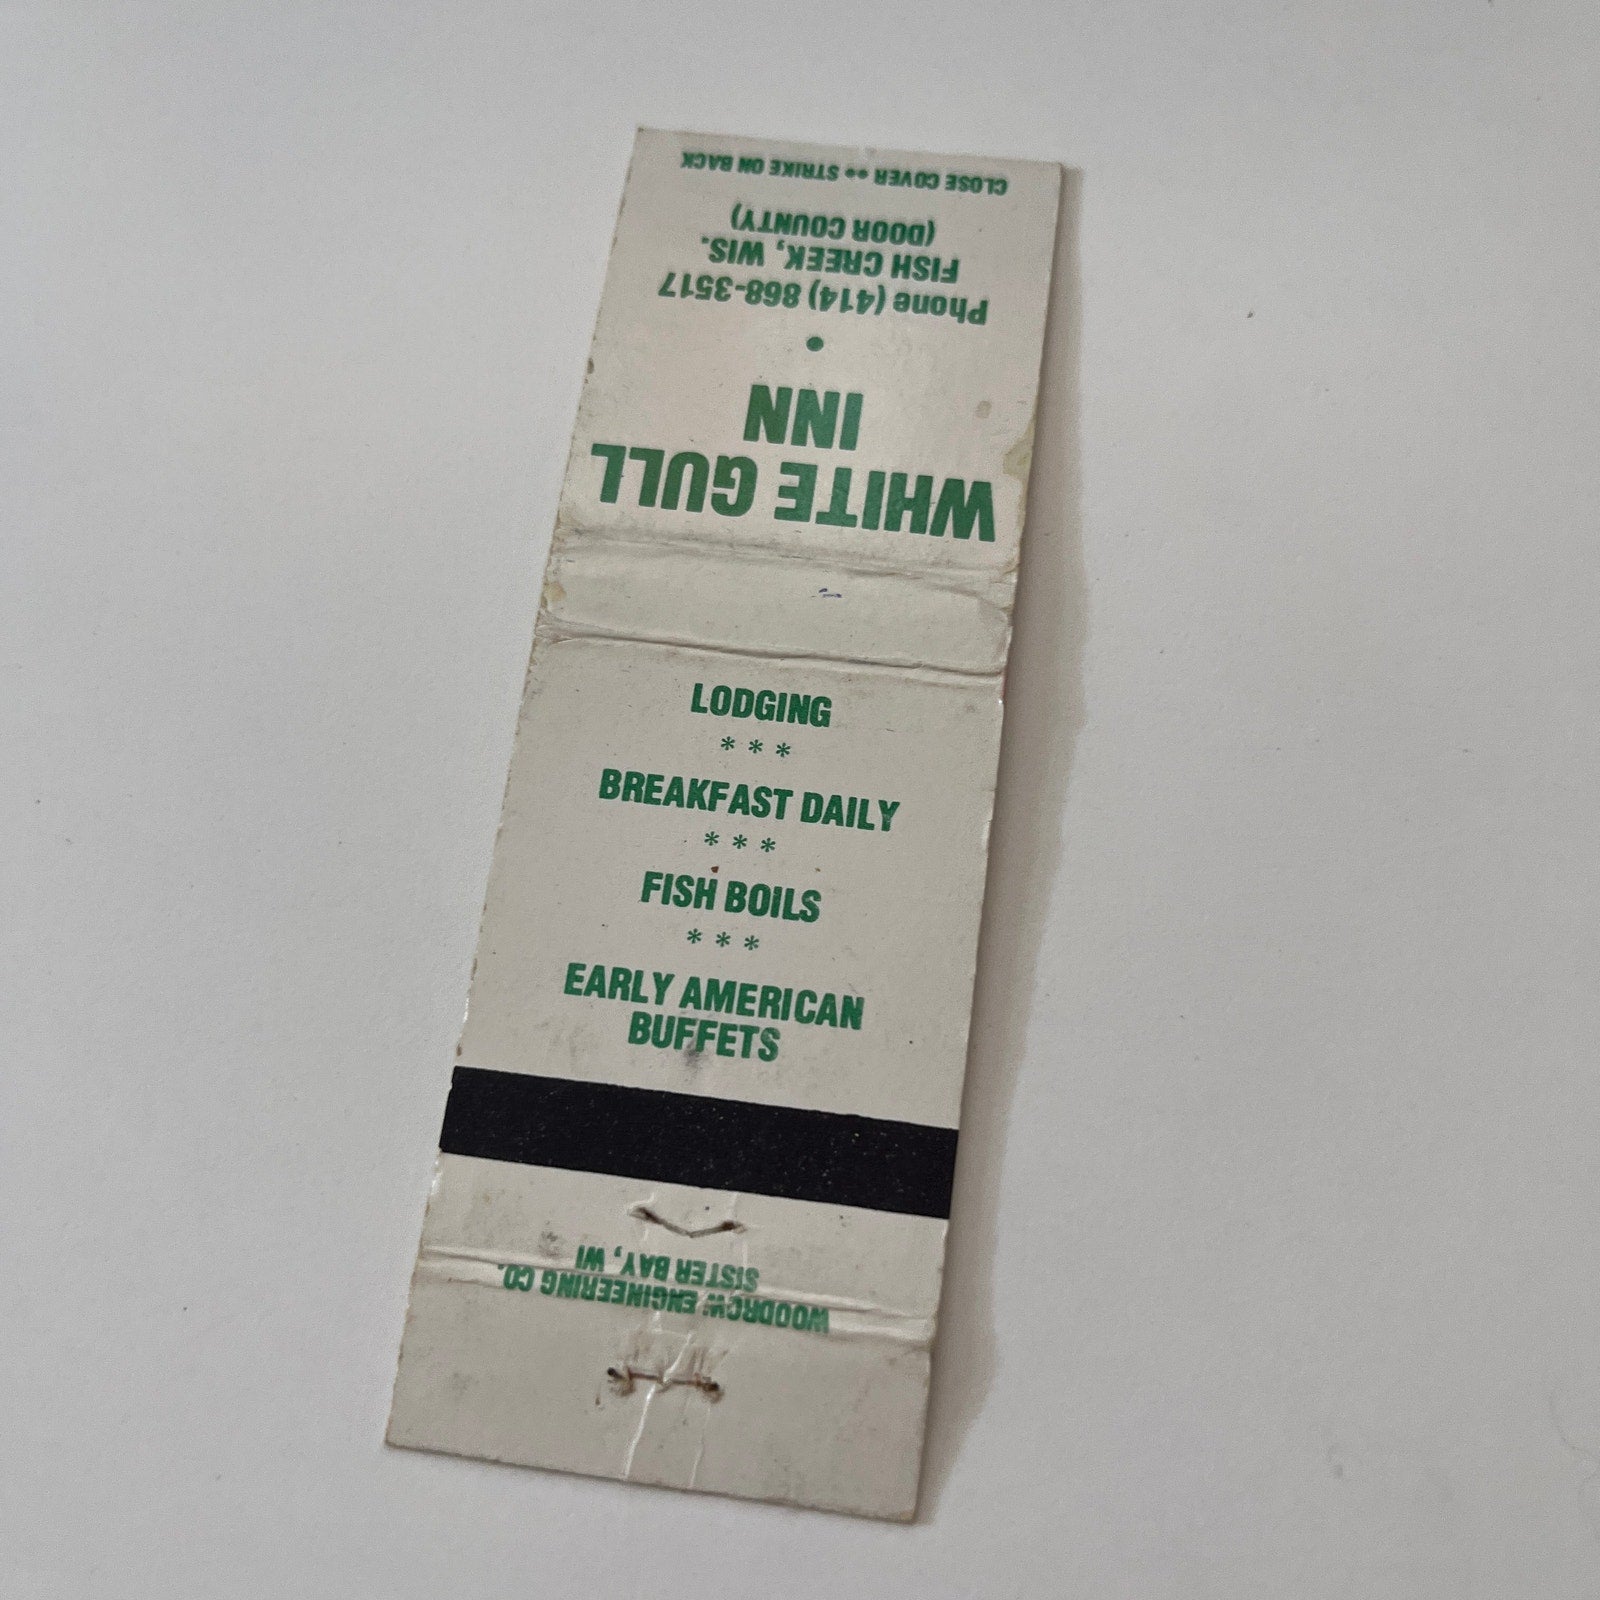 WHITE GULL
INN
•
Phone (414) 868-3517
FISH CREEK, WIS.
(DOOR COUNTY)
CLOSE COVER •• STRIKE ON BACK
LODGING
***
BREAKFAST DAILY
***
FISH BOILS
***
EARLY AMERICAN
BUFFETS
WOODROW ENGINEERING CO.
SISTER BAY, WI